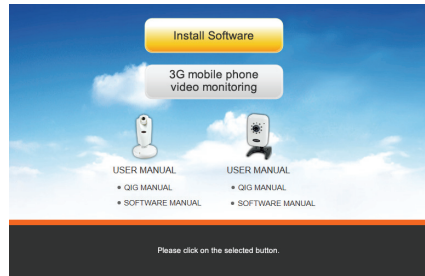 Install Software
3G mobile phone
video monitoring
USER MANUAL
• QIG MANUAL
• SOFTWARE MANUAL
USER MANUAL
• QIG MANUAL
• SOFTWARE MANUAL
Please click on the selected button.